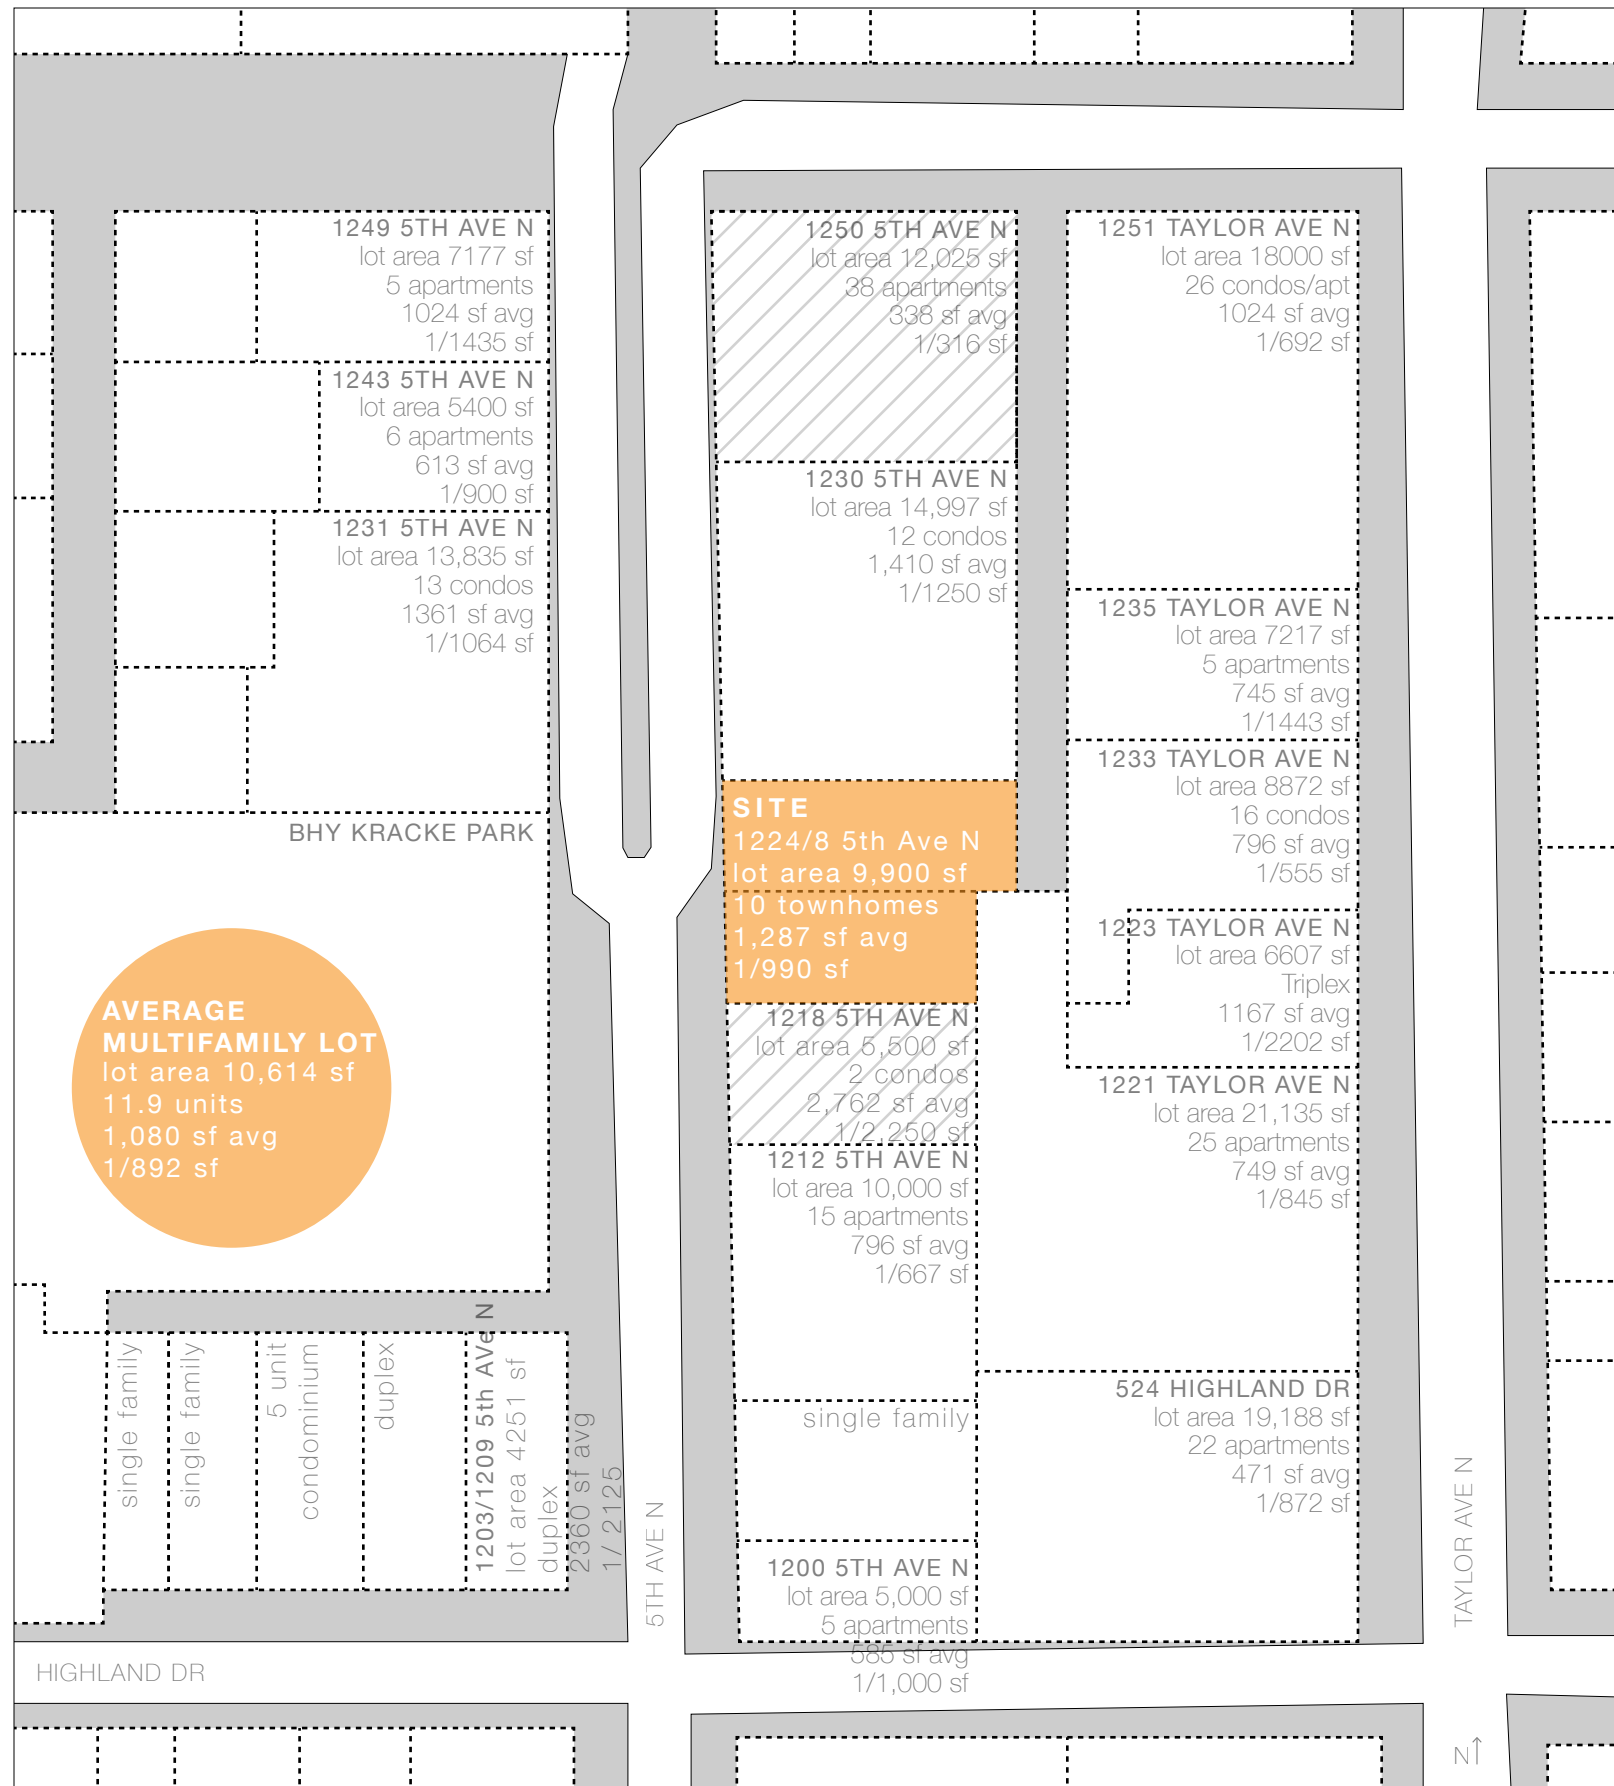 1249 5TH AVE N
lot area 7177 sf
5 apartments
1024 sf avg
1/1435 sf
1243 5TH AVE N
lot area 5400 sf
6 apartments
613 sf avg
1/900 sf
1231 5TH AVE N
lot area 13,835 sf
13 condos
1361 sf avg
1/1064 sf
BHY KRACKE PARK
AVERAGE
MULTIFAMILY LOT
lot area 10,614 sf
11.9 units
1,080 sf avg
1/892 sf
single family
single family
5 unit
condominium
duplex
1203/1209 5th AVe N
lot area 4251 sf
duplex
2360 sf avg
1/ 2125
1250 5TH AVE N
lot area 12,025 sf
38 apartments
338 sf avg
1/316 sf
1230 5TH AVE N
lot area 14,997 sf
12 condos
1,410 sf avg
1/1250 sf
SITE
1224/8 5th Ave N
lot area 9,900 sf
10 townhomes
1,287 sf avg
1/990 sf
1218 5TH AVE N
lot area 5,500 sf
2 condos
2,762 sf avg
1/2,250 sf
1212 5TH AVE N
lot area 10,000 sf
15 apartments
796 sf avg
1/667 sf
single family
1200 5TH AVE N
lot area 5,000 sf
5 apartments
585 sf avg
1/1,000 sf
1251 TAYLOR AVE N
lot area 18000 sf
26 condos/apt
1024 sf avg
1/692 sf
1235 TAYLOR AVE N
lot area 7217 sf
5 apartments
745 sf avg
1/1443 sf
1233 TAYLOR AVE N
lot area 8872 sf
16 condos
796 sf avg
1/555 sf
1223 TAYLOR AVE N
lot area 6607 sf
Triplex
1167 sf avg
1/2202 sf
1221 TAYLOR AVE N
lot area 21,135 sf
25 apartments
749 sf avg
1/845 sf
524 HIGHLAND DR
lot area 19,188 sf
22 apartments
471 sf avg
1/872 sf
5TH AVE N
TAYLOR AVE N
HIGHLAND DR
N